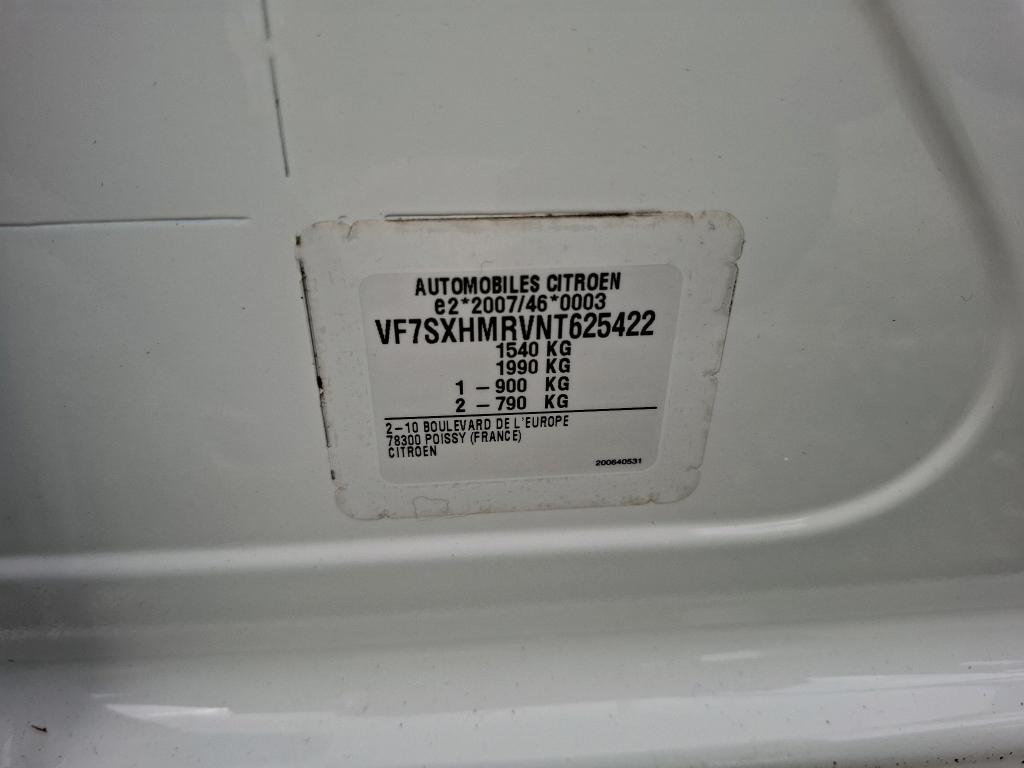 AUTOMOBILES CITROEN
e2*2007/46*0003
VF7SXHMRVNT625422
1540 KG
1990 KG
1 – 900 KG
2 – 790 KG
2–10 BOULEVARD DE L'EUROPE
78300 POISSY (FRANCE)
CITROEN
200640531